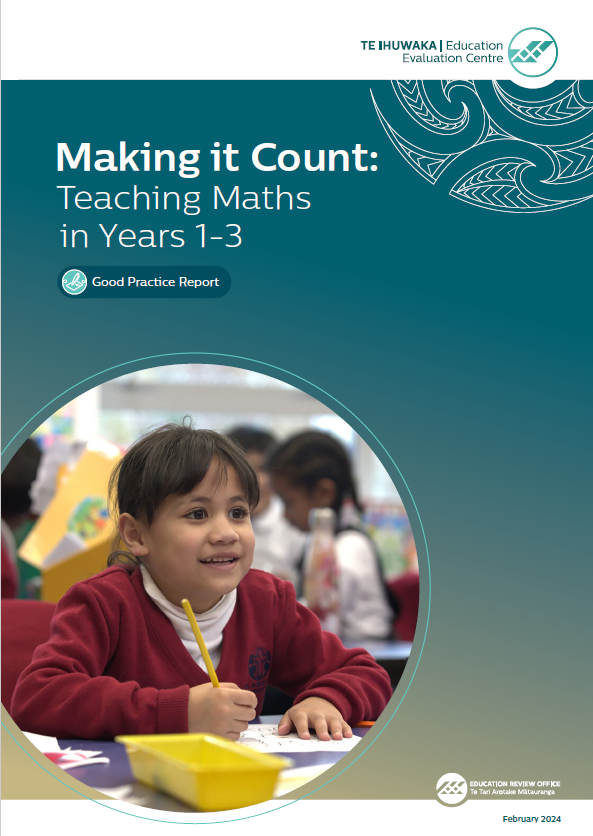 TE IHUWAKA | Education
Evaluation Centre
Making it Count:
Teaching Maths
in Years 1-3
Good Practice Report
EDUCATION REVIEW OFFICE
Te Tari Arotake Mātauranga
February 2024